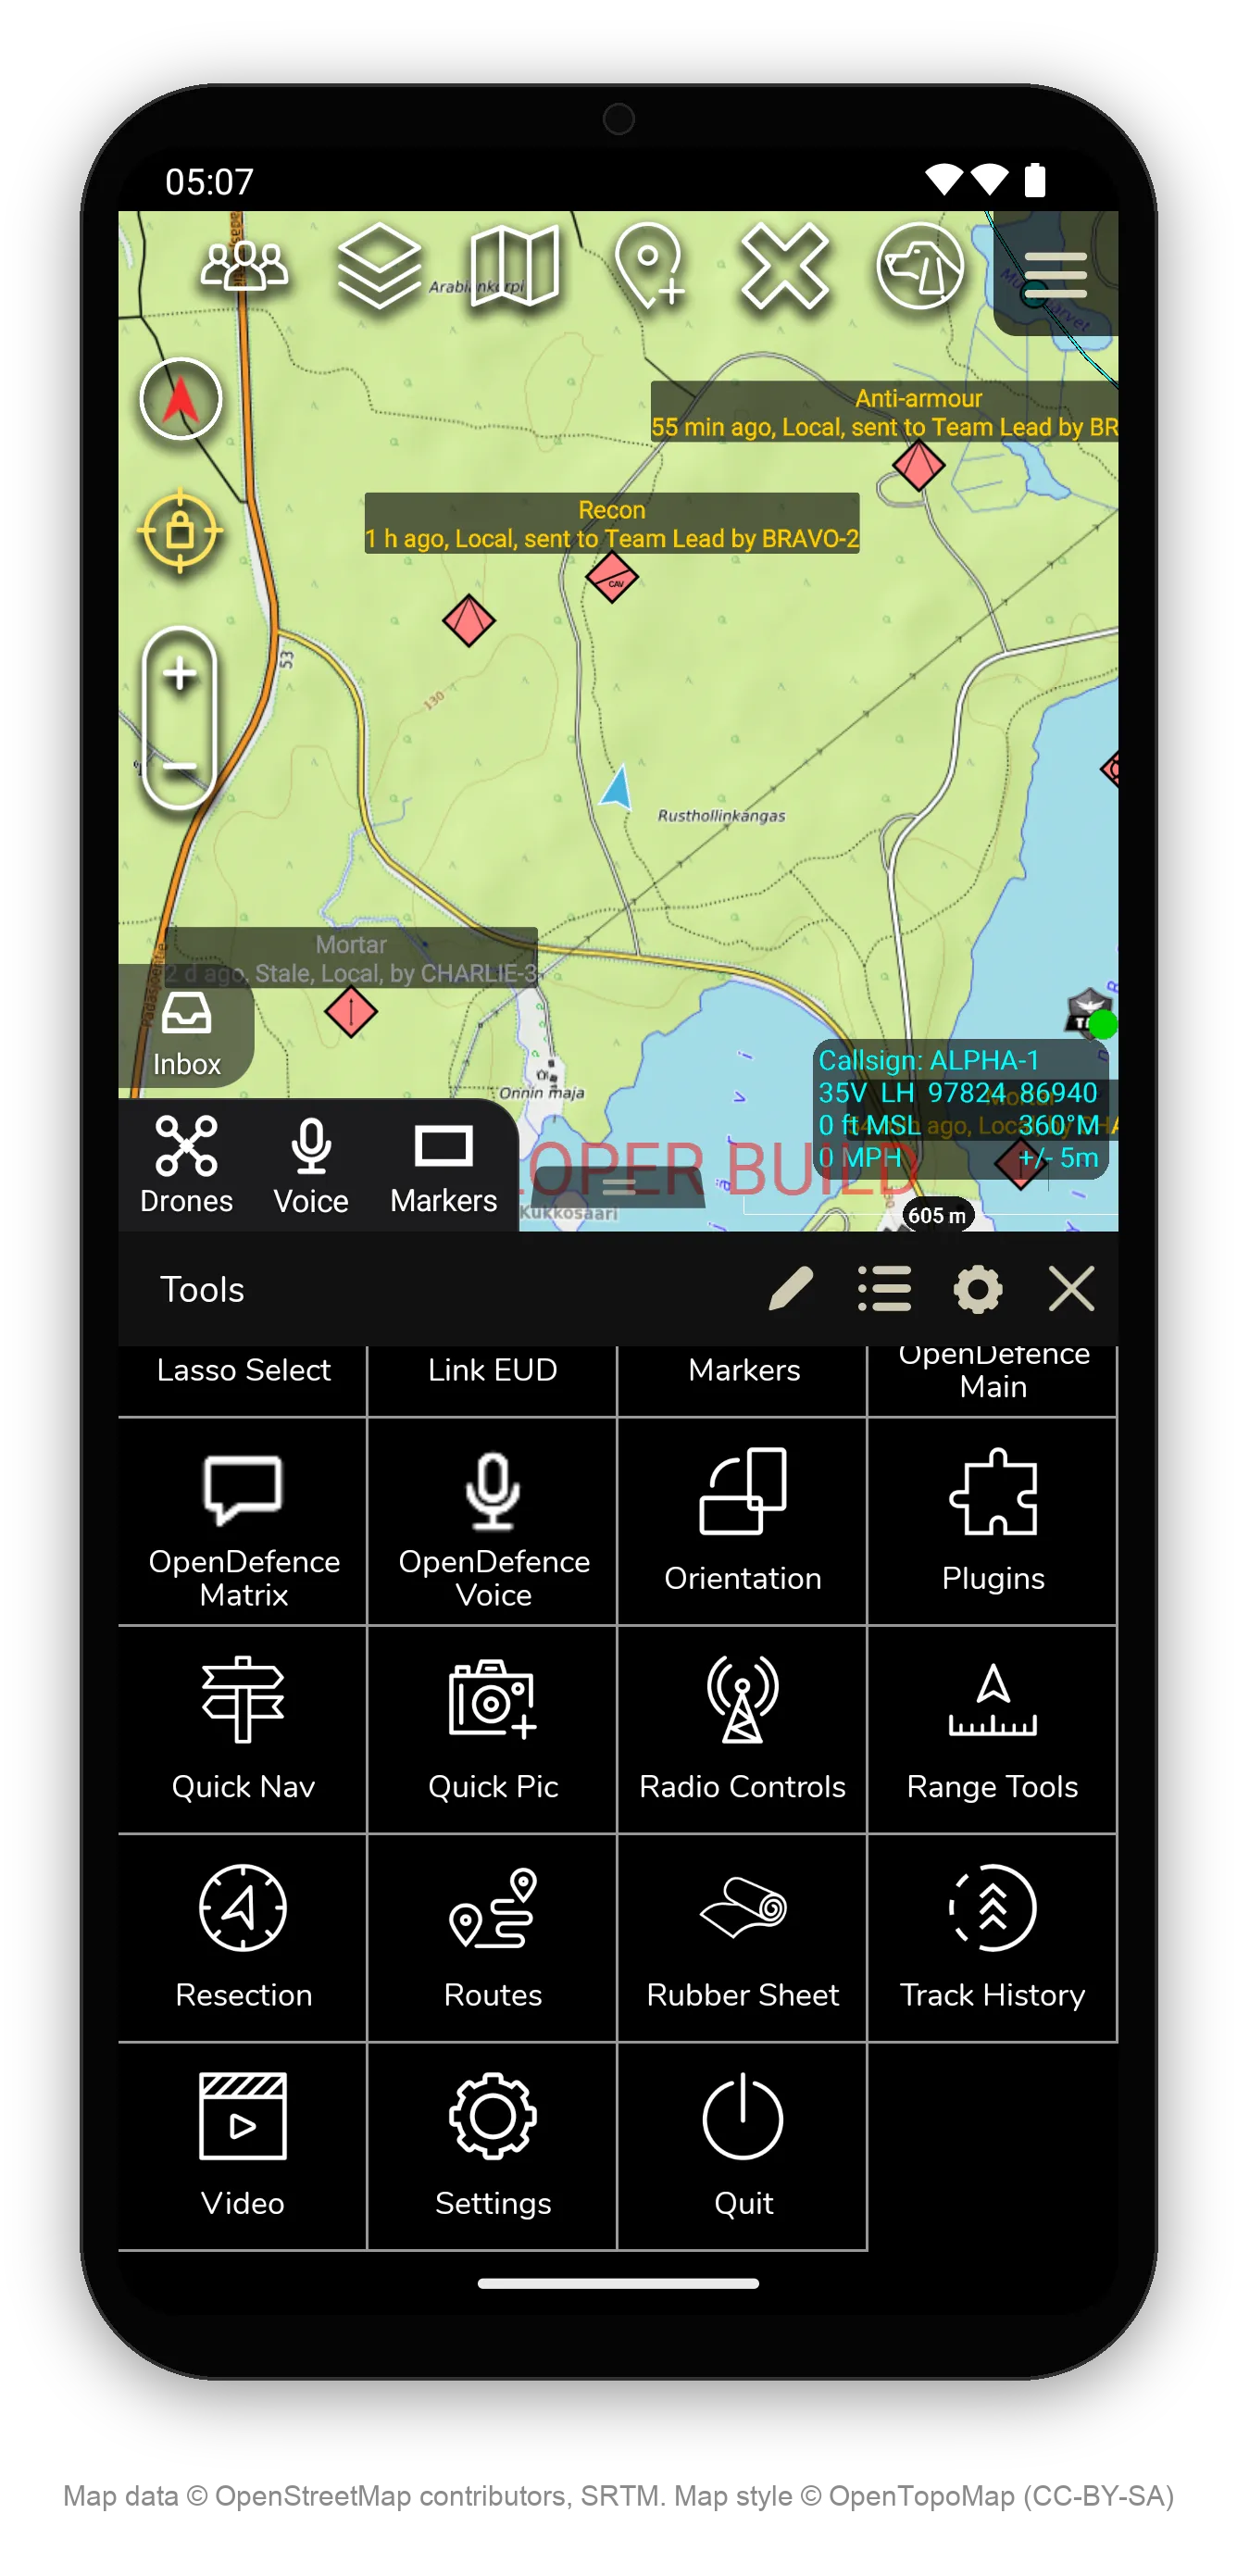 05:07
Arabiankorpi
Anti-armour
55 min ago, Local, sent to Team Lead by BR
Recon
1 h ago, Local, sent to Team Lead by BRAVO-2
CAV
53
130
Rusthollinkangas
Mortar
2 d ago, Stale, Local, by CHARLIE-3
Padasjoentie
Inbox
Onnin maja
Callsign: ALPHA-1
35V LH 97824 86940
0 ft MSL 360°M
0 MPH +/- 5m
OPER BUILD
Drones
Voice
Markers
Kukkosaari
605 m
Tools
Lasso Select
Link EUD
Markers
OpenDefence
Main
OpenDefence
Matrix
OpenDefence
Voice
Orientation
Plugins
Quick Nav
Quick Pic
Radio Controls
Range Tools
Resection
Routes
Rubber Sheet
Track History
Video
Settings
Quit
Map data © OpenStreetMap contributors, SRTM. Map style © OpenTopoMap (CC-BY-SA)